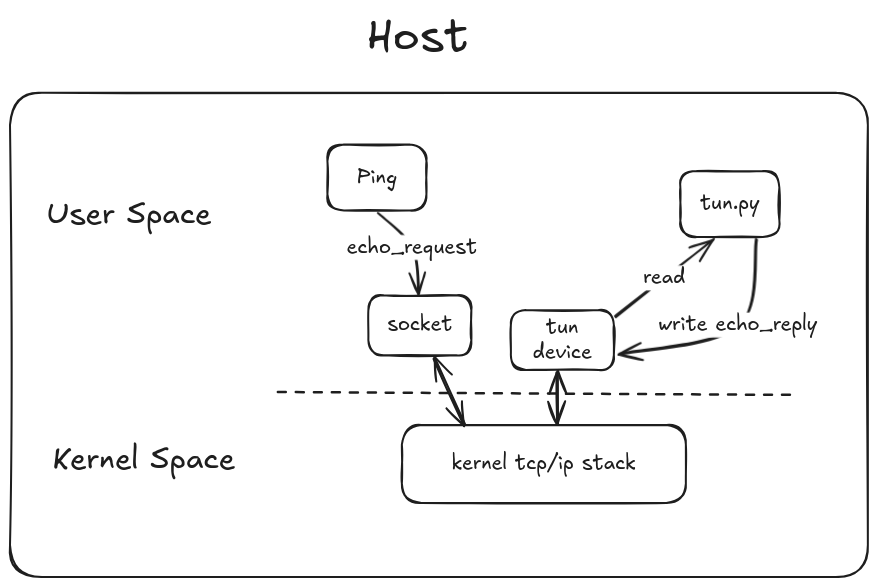 Host
User Space
Ping
tun.py
echo_request
read
socket
tun
device
write echo_reply
Kernel Space
kernel tcp/ip stack